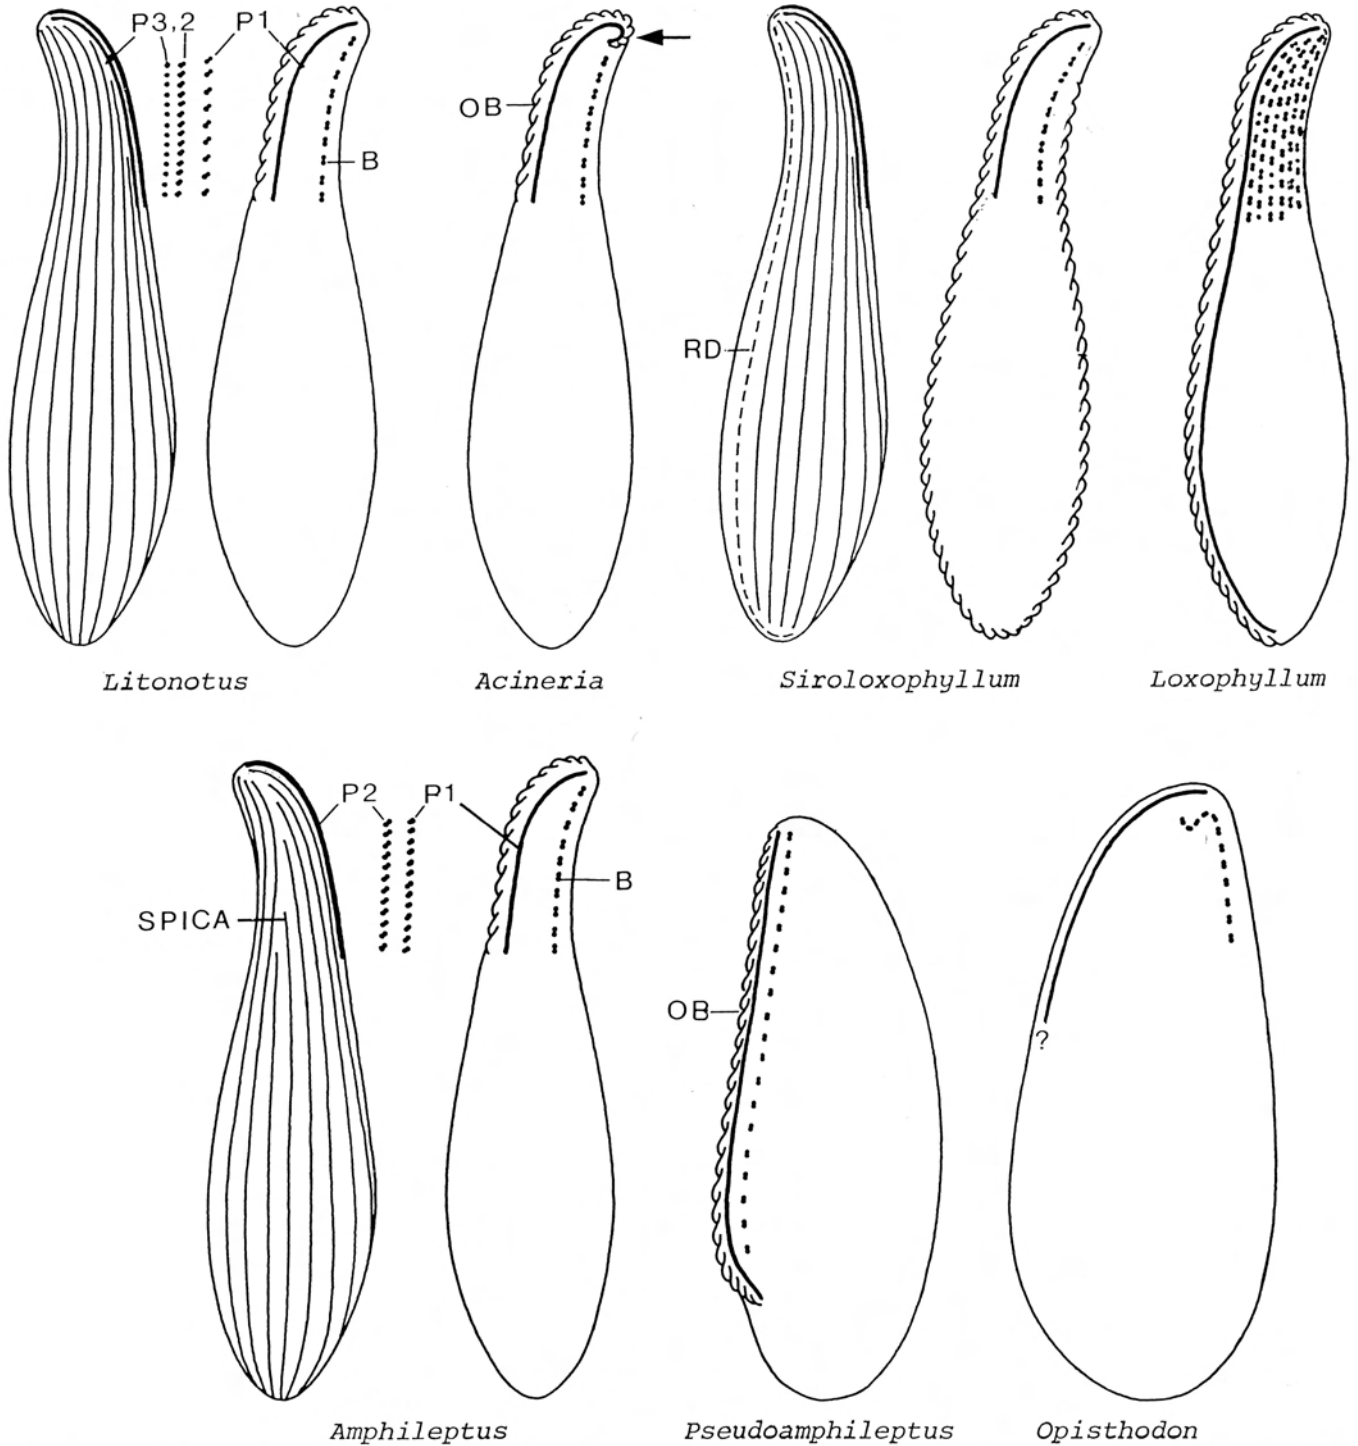 P3,2 P1
B
OB
RD
Litonotus Acineria Siroloxophyllum Loxophyllum
P2 P1
B
SPICA
OB
?
Amphileptus Pseudoamphileptus Opisthodon